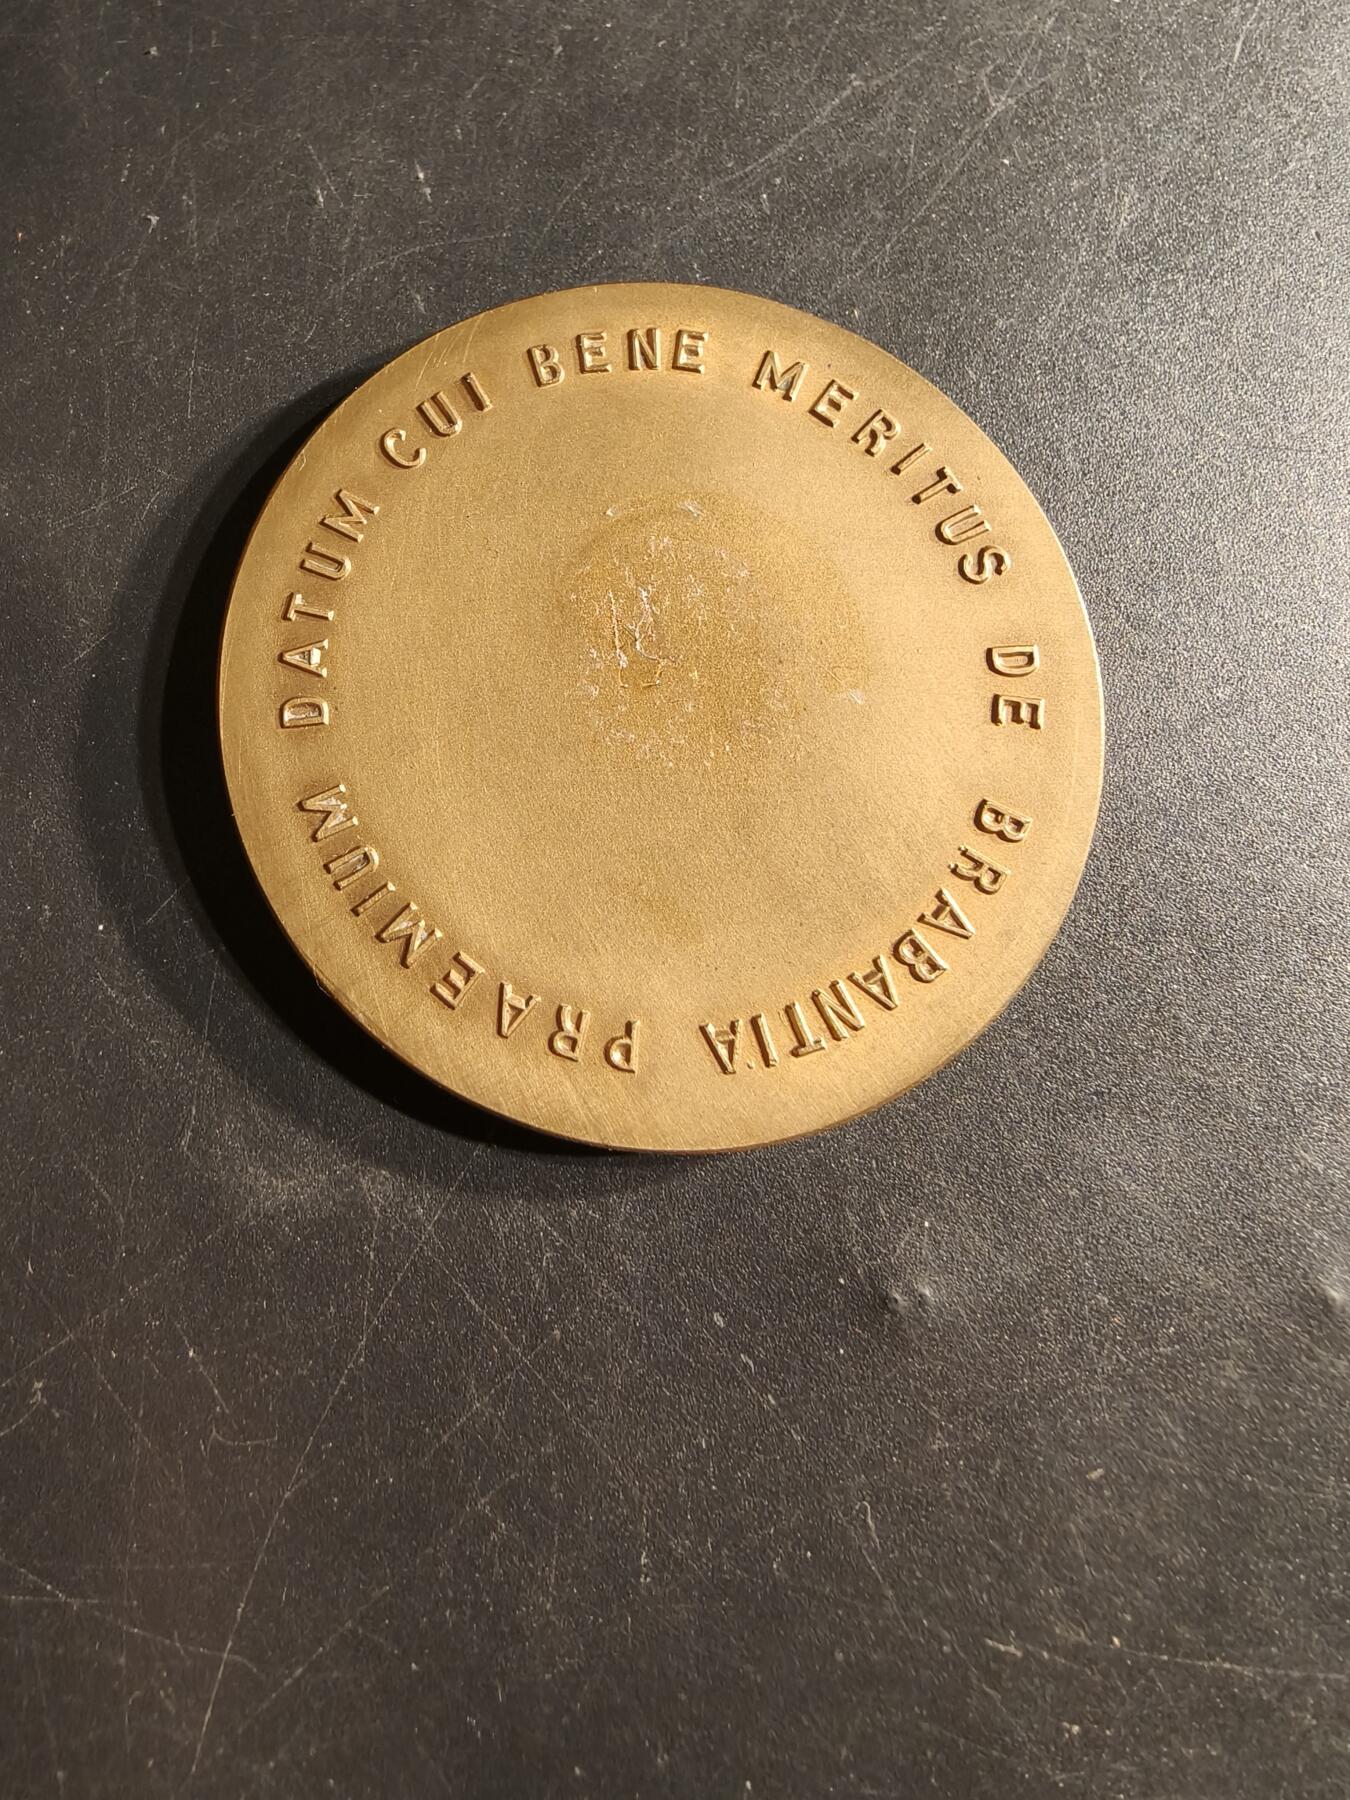 PRAEMIUM DATUM CUI BENE MERITUS DE BRABANTIA